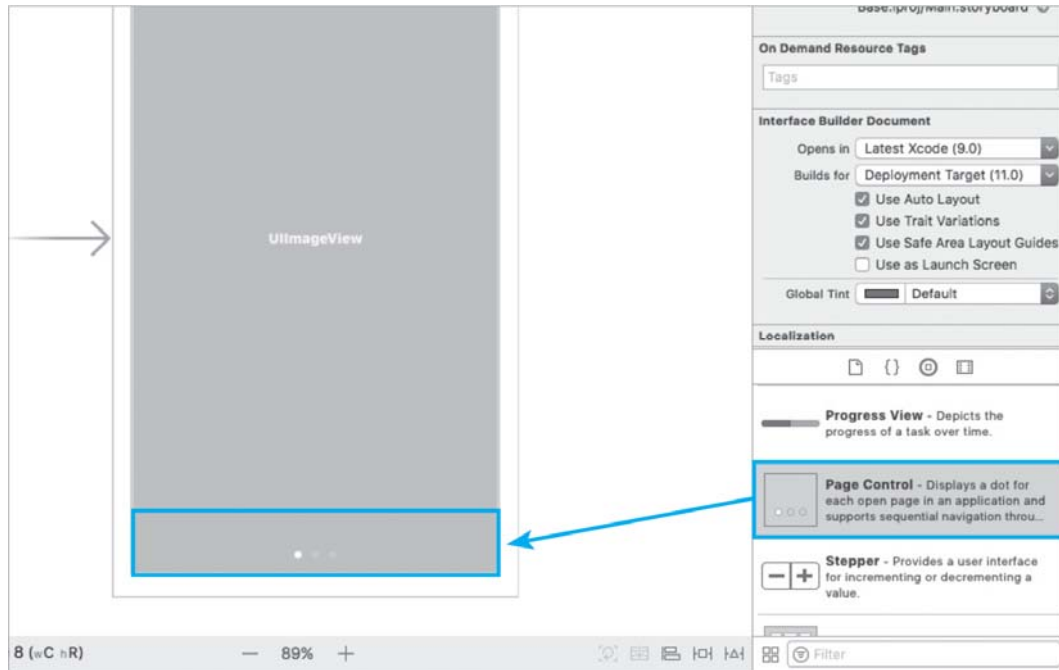 Base.lproj/Main.storyboard
On Demand Resource Tags
Tags
Interface Builder Document
Opens in Latest Xcode (9.0)
Builds for Deployment Target (11.0)
Use Auto Layout
Use Trait Variations
Use Safe Area Layout Guides
Use as Launch Screen
Global Tint Default
Localization
{}
UIImageView
Progress View - Depicts the
progress of a task over time.
Page Control - Displays a dot for
each open page in an application and
supports sequential navigation throu...
Stepper - Provides a user interface
for incrementing or decrementing a
value.
8 (wC hR)
— 89% +
Filter